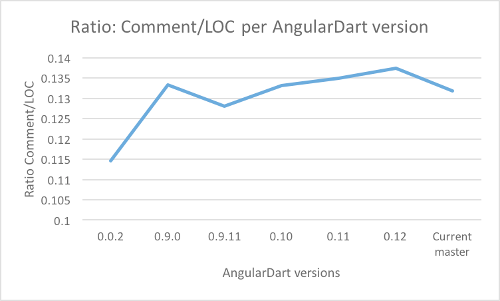 Ratio: Comment/LOC per AngularDart version
Ratio Comment/LOC
0.14
0.135
0.13
0.125
0.12
0.115
0.11
0.105
0.1
0.0.2 0.9.0 0.9.11 0.10 0.11 0.12 Current
master
AngularDart versions